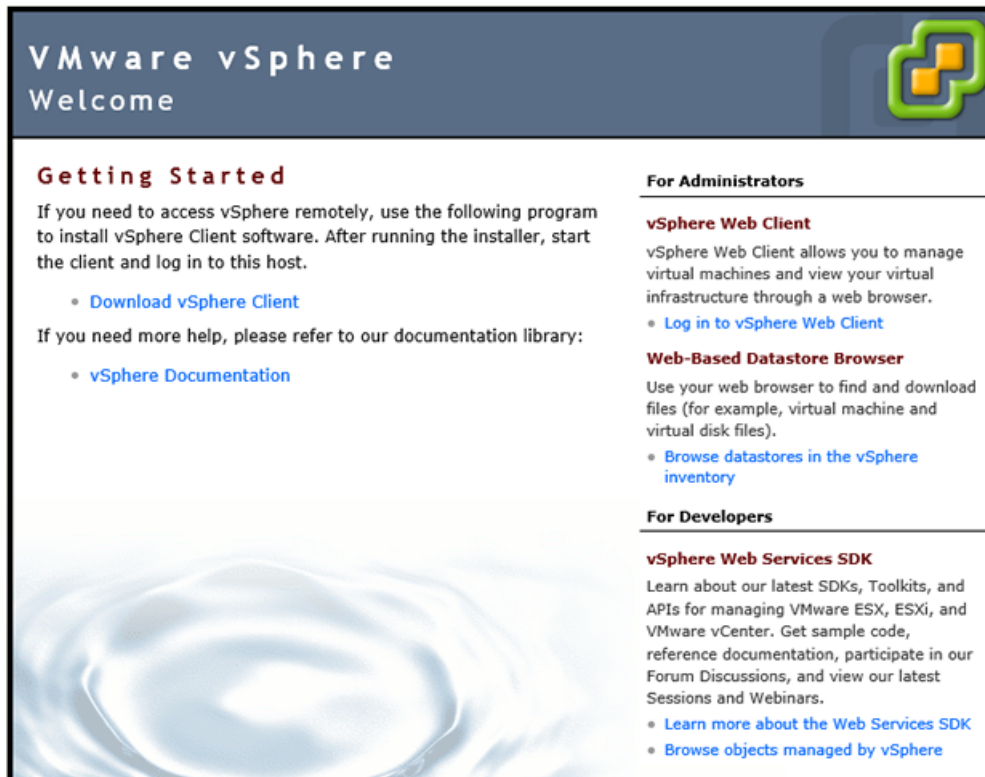 VMware vSphere
Welcome
Getting Started
If you need to access vSphere remotely, use the following program
to install vSphere Client software. After running the installer, start
the client and log in to this host.
Download vSphere Client
If you need more help, please refer to our documentation library:
vSphere Documentation
For Administrators
vSphere Web Client
vSphere Web Client allows you to manage
virtual machines and view your virtual
infrastructure through a web browser.
Log in to vSphere Web Client
Web-Based Datastore Browser
Use your web browser to find and download
files (for example, virtual machine and
virtual disk files).
Browse datastores in the vSphere
inventory
For Developers
vSphere Web Services SDK
Learn about our latest SDKs, Toolkits, and
APIs for managing VMware ESX, ESXi, and
VMware vCenter. Get sample code,
reference documentation, participate in our
Forum Discussions, and view our latest
Sessions and Webinars.
Learn more about the Web Services SDK
Browse objects managed by vSphere